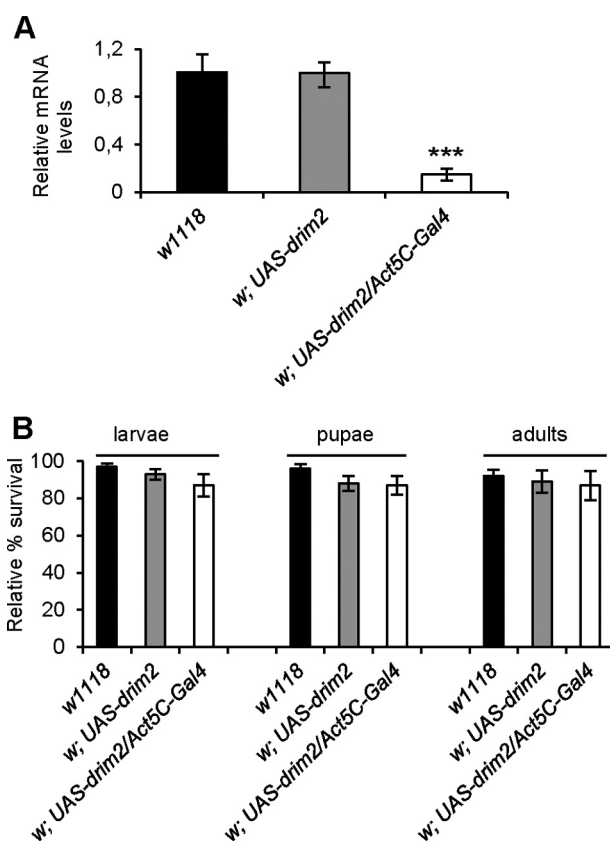 A
Relative mRNA
levels
1,2
0,8
0,4
0
***
w1118
w; UAS-drim2
w; UAS-drim2/Act5C-Gal4
B
larvae
pupae
adults
Relative % survival
100
80
60
40
20
0
w1118
w; UAS-drim2
w; UAS-drim2/Act5C-Gal4
w1118
w; UAS-drim2
w; UAS-drim2/Act5C-Gal4
w1118
w; UAS-drim2
w; UAS-drim2/Act5C-Gal4